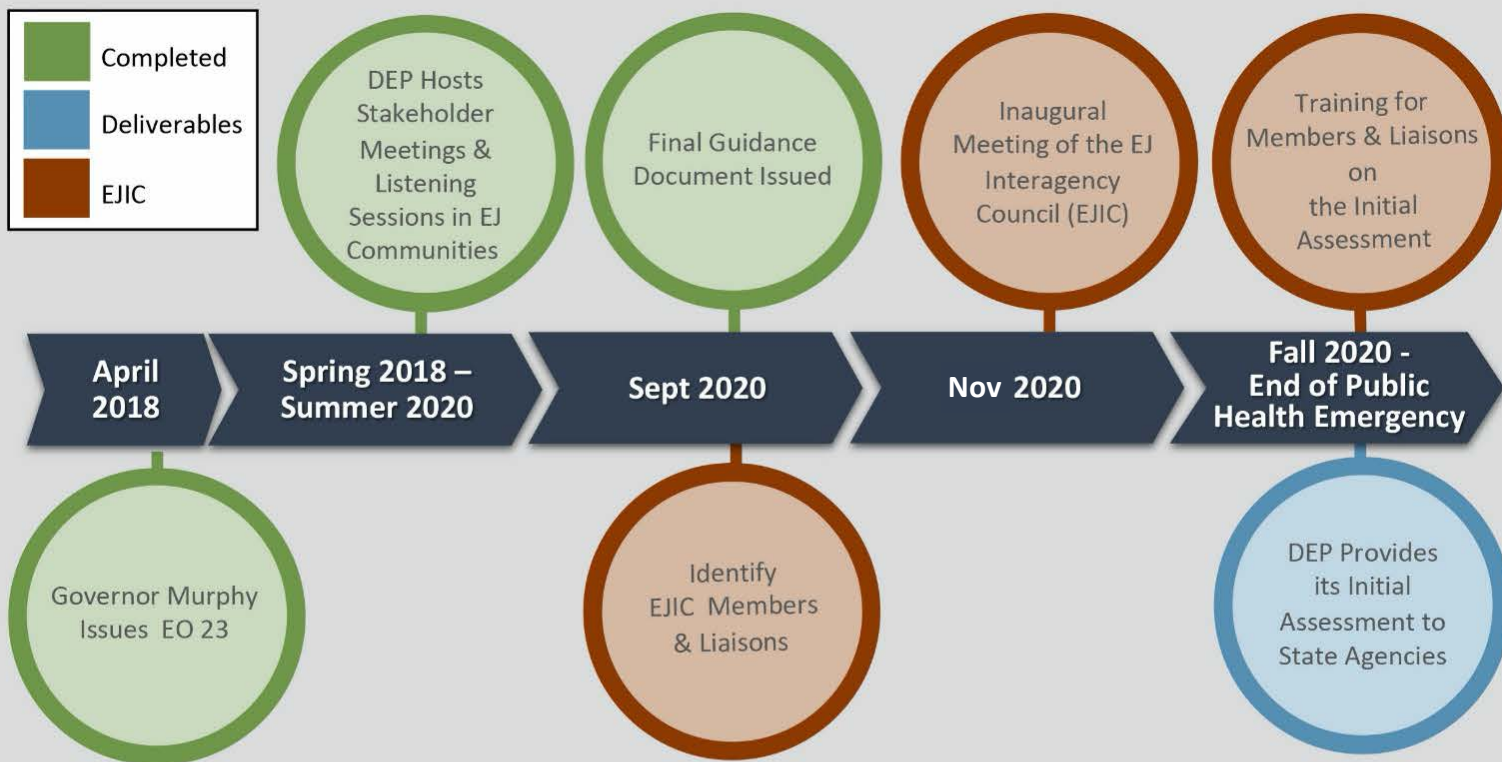 Completed
Deliverables
EJIC
DEP Hosts
Stakeholder
Meetings &
Listening
Sessions in EJ
Communities
Final Guidance
Document Issued
Inaugural
Meeting of the EJ
Interagency
Council (EJIC)
Training for
Members & Liaisons
on
the Initial
Assessment
April
2018
Spring 2018 –
Summer 2020
Sept 2020
Nov 2020
Fall 2020 -
End of Public
Health Emergency
Governor Murphy
Issues EO 23
Identify
EJIC Members
& Liaisons
DEP Provides
its Initial
Assessment to
State Agencies